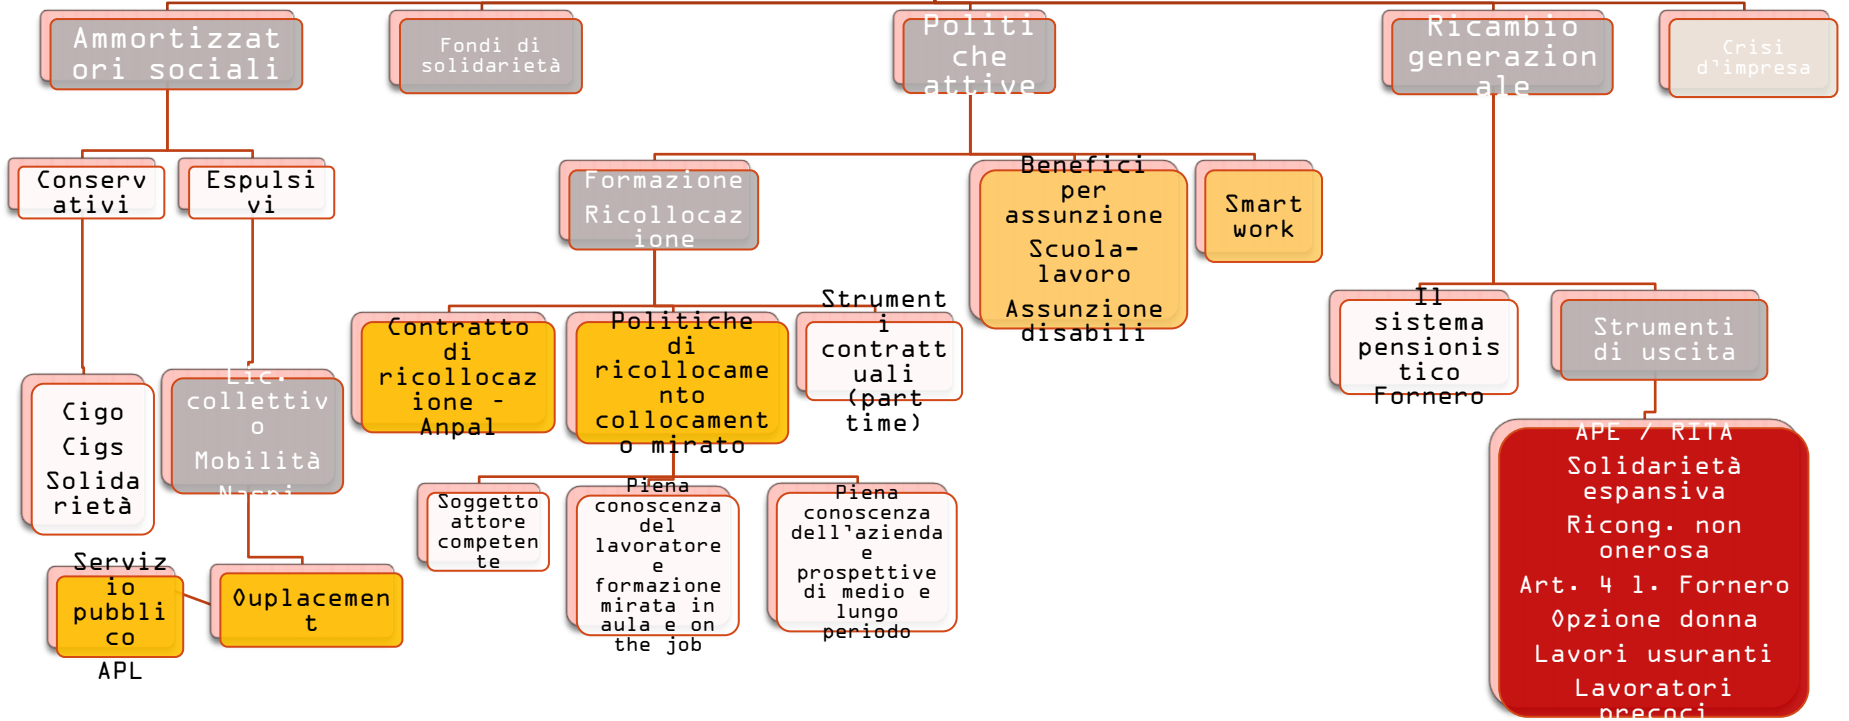 Ammortizzat
ori sociali
Fondi di
solidarietà
Politi
che
attive
Ricambio
generazion
ale
Crisi
d'impresa
Conserv
ativi
Espulsi
vi
Formazione
Ricollocaz
ione
Benefici
per
assunzione
Scuola-
lavoro
Assunzione
disabili
Smart
work
Cigo
Cigs
Solida
rietà
Lic.
collettiv
o
Mobilità
Naspi
Contratto
di
ricollocaz
ione -
Anpal
Politiche
di
ricollocame
nto
collocament
o mirato
Strument
i
contratt
uali
(part
time)
Il
sistema
pensionis
tico
Fornero
Strumenti
di uscita
Soggetto
attore
competen
te
Piena
conoscenza
del
lavoratore
e
formazione
mirata in
aula e on
the job
Piena
conoscenza
dell'azienda
e
prospettive
di medio e
lungo
periodo
Serviz
io
pubbli
co
APL
Ouplacemen
t
APE / RITA
Solidarietà
espansiva
Ricong. non
onerosa
Art. 4 l. Fornero
Opzione donna
Lavori usuranti
Lavoratori
precoci